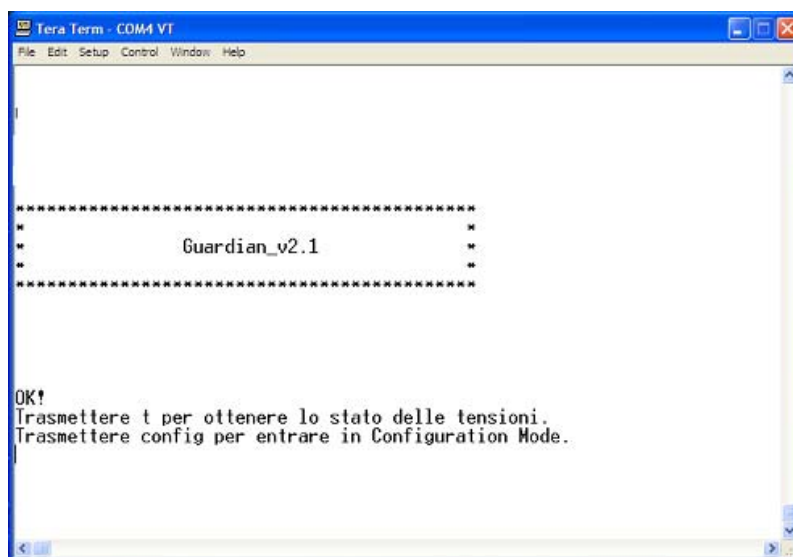 Tera Term - COM4 VT
File Edit Setup Control Window Help
********************************************
* *
* Guardian_v2.1 *
* *
********************************************
OK!
Trasmettere t per ottenere lo stato delle tensioni.
Trasmettere config per entrare in Configuration Mode.